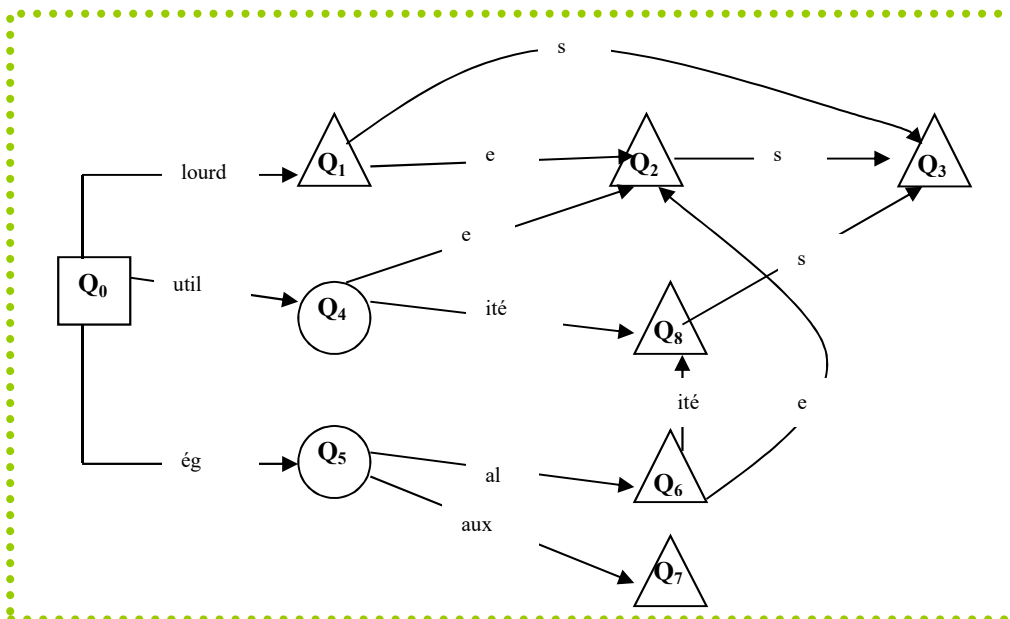 s
Q₁ e Q₂ s Q₃
lourd
e
s
Q₀ util
Q₄ ité Q₈
ité e
Q₅
ég al Q₆
aux
Q₇